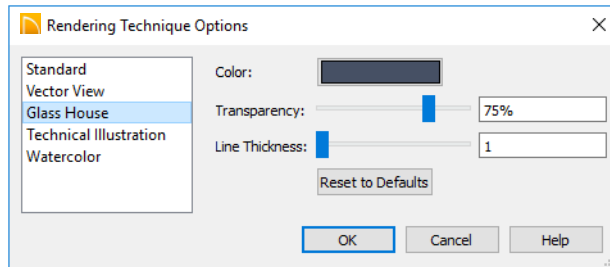 Rendering Technique Options
Standard
Vector View
Glass House
Technical Illustration
Watercolor
Color:
Transparency:
75%
Line Thickness:
1
Reset to Defaults
OK
Cancel
Help